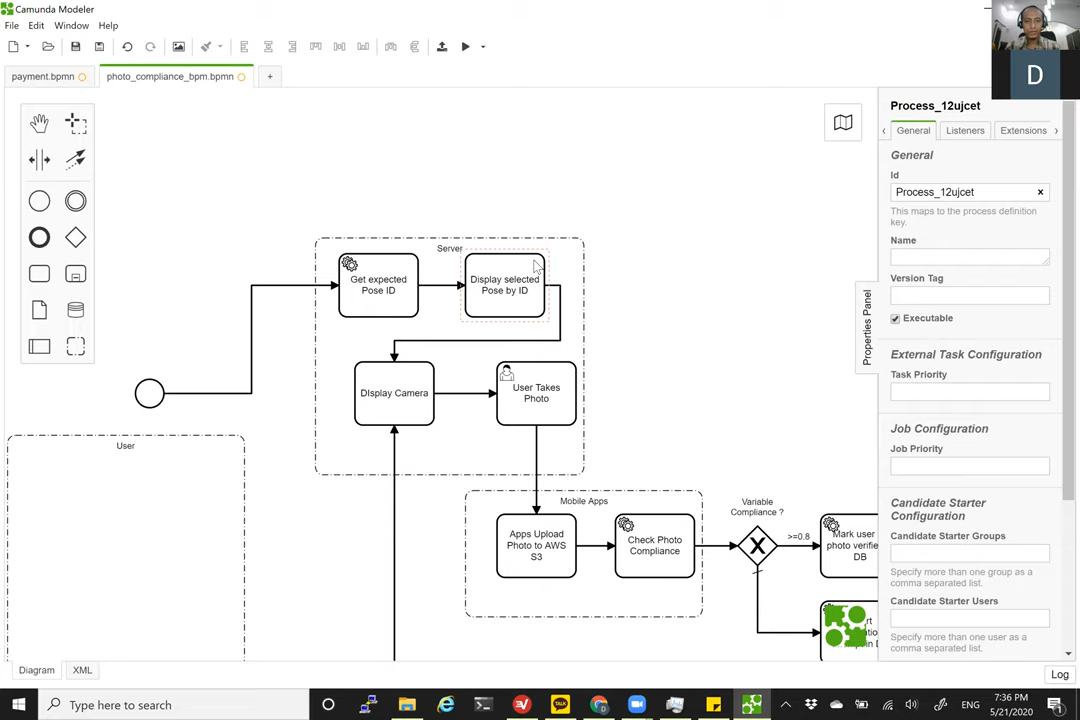 Camunda Modeler
File Edit Window Help
payment.bpmn
photo_compliance_bpm.bpmn
+
D
Process_12ujcet
General
Listeners
Extensions
General
Id
Process_12ujcet
This maps to the process definition
key.
Name
Version Tag
Executable
External Task Configuration
Task Priority
Job Configuration
Job Priority
Candidate Starter
Configuration
Candidate Starter Groups
Specify more than one group as a
comma separated list.
Candidate Starter Users
Specify more than one user as a
comma separated list.
Properties Panel
Server
Get expected
Pose ID
Display selected
Pose by ID
DIsplay Camera
User Takes
Photo
User
Mobile Apps
Apps Upload
Photo to AWS
S3
Check Photo
Compliance
Variable
Compliance ?
X
>=0.8
Mark user
photo verifie
DB
Diagram
XML
Log
Type here to search
ENG
7:36 PM
5/21/2020